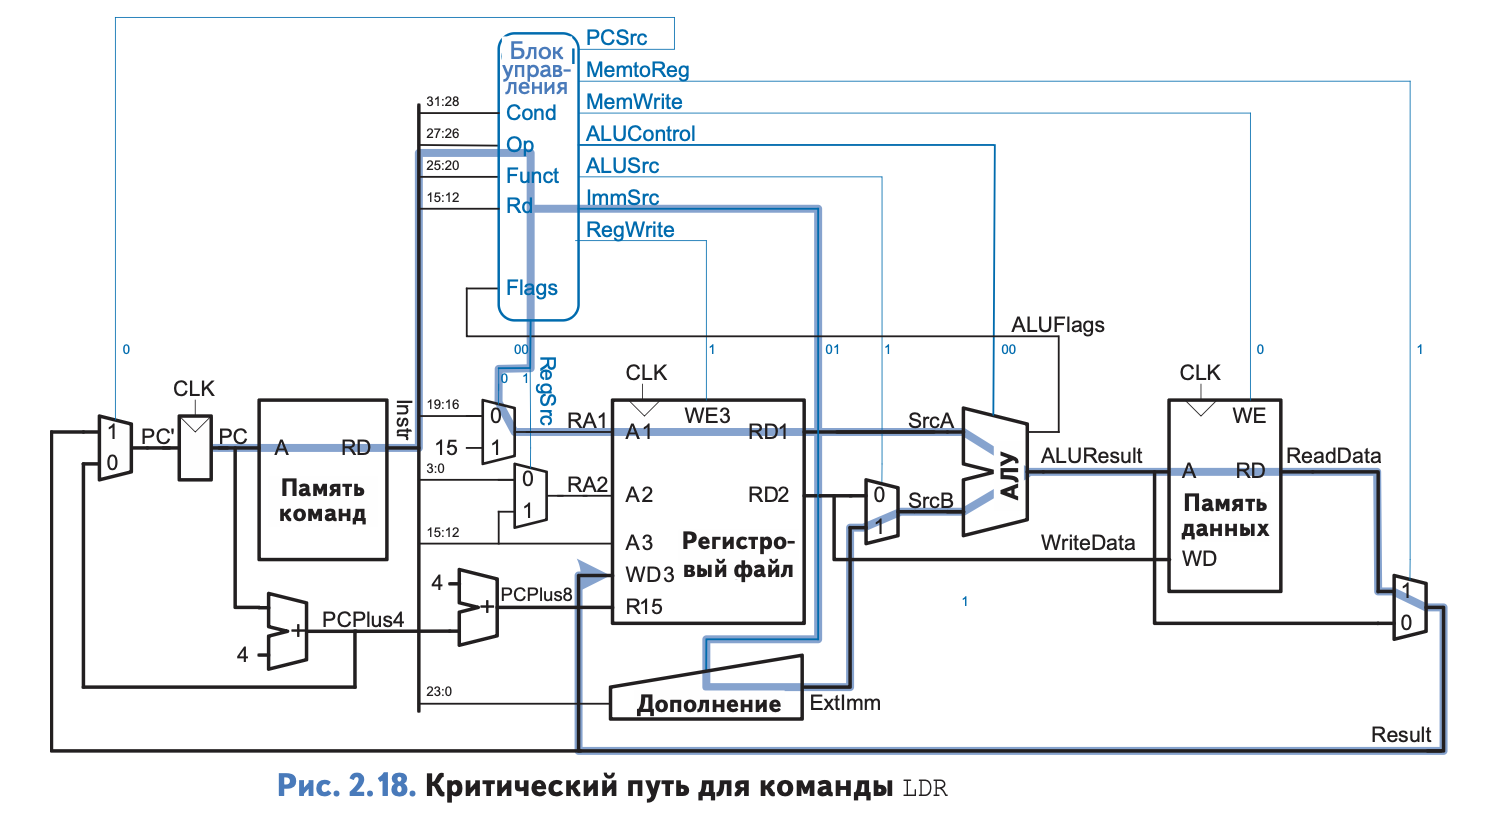 PCSrc
Блок
управ-
ления
MemtoReg
MemWrite
31:28
Cond
27:26
Op
ALUControl
25:20
Funct
ALUSrc
15:12
Rd
ImmSrc
RegWrite
Flags
ALUFlags
0
00
1
01
1
00
0
1
0 1
RegSrc
CLK
CLK
CLK
Instr
19:16
0
RA1
A1
WE3
RD1
SrcA
WE
1
PC'
PC
A
RD
15
1
0
Память
команд
3:0
0
RA2
A2
RD2
0
1
1
SrcB
АЛУ
ALUResult
A
RD
ReadData
Память
данных
15:12
A3
Регистро-
вый файл
WriteData
WD
4
WD3
PCPlus8
R15
+
1
1
0
PCPlus4
+
4
23:0
Дополнение
ExtImm
Result
Рис. 2.18. Критический путь для команды LDR